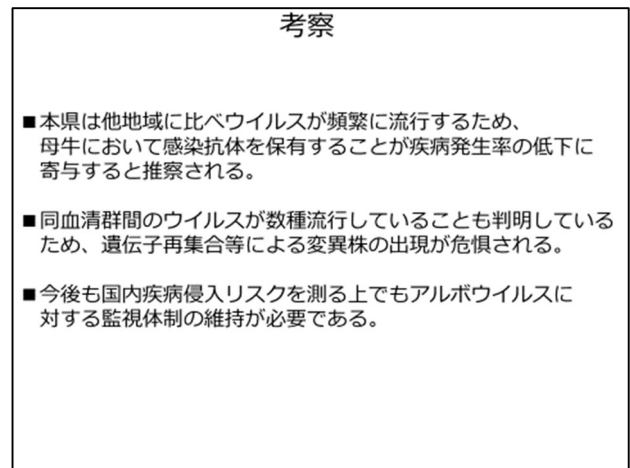 考察
■本県は他地域に比べウイルスが頻繁に流行するため、
母牛において感染抗体を保有することが疾病発生率の低下に
寄与すると推察される。
■同血清群間のウイルスが数種流行していることも判明している
ため、遺伝子再集合等による変異株の出現が危惧される。
■今後も国内疾病侵入リスクを測る上でもアルボウイルスに
対する監視体制の維持が必要である。